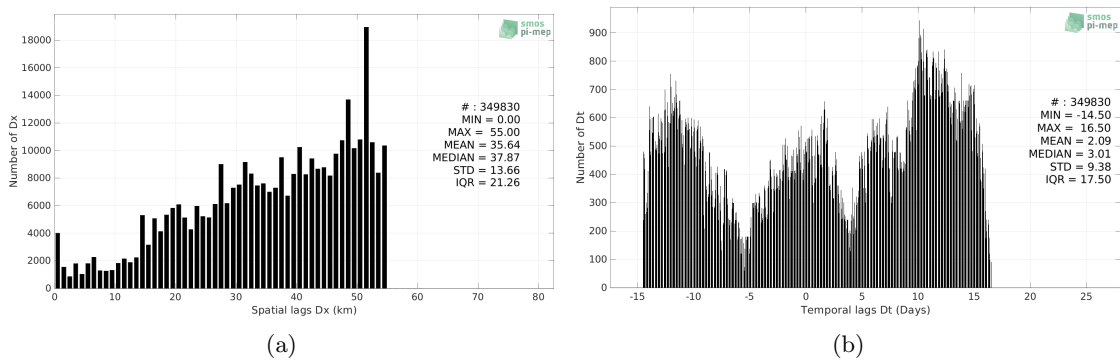 smos
pi-mep
18000
16000
14000
12000
10000
8000
6000
4000
2000
0
Number of Dx
# : 349830
MIN = 0.00
MAX = 55.00
MEAN = 35.64
MEDIAN = 37.87
STD = 13.66
IQR = 21.26
0 10 20 30 40 50 60 70 80
Spatial lags Dx (km)
(a)
smos
pi-mep
900
800
700
600
500
400
300
200
100
0
Number of Dt
# : 349830
MIN = -14.50
MAX = 16.50
MEAN = 2.09
MEDIAN = 3.01
STD = 9.38
IQR = 17.50
-15 -10 -5 0 5 10 15 20 25
Temporal lags Dt (Days)
(b)